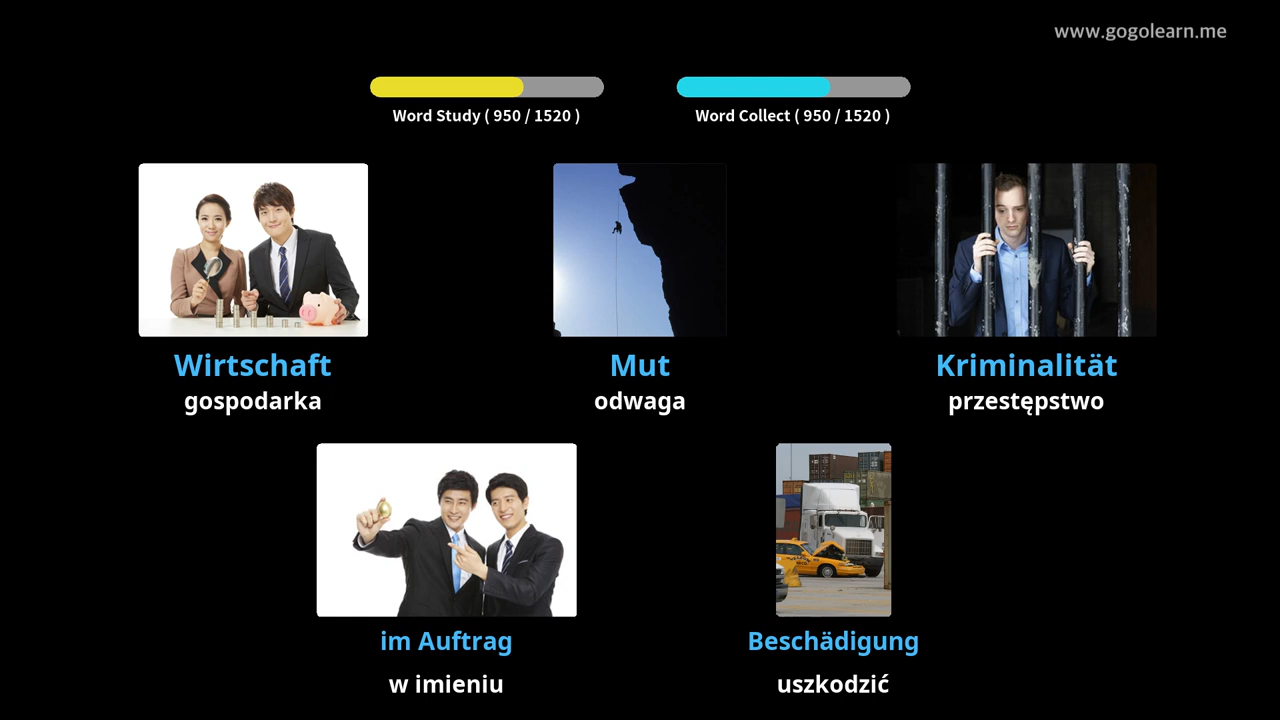 www.gogolearn.me
Word Study ( 950 / 1520 )
Word Collect ( 950 / 1520 )
Wirtschaft
gospodarka
Mut
odwaga
Kriminalität
przestępstwo
im Auftrag
w imieniu
Beschädigung
uszkodzić